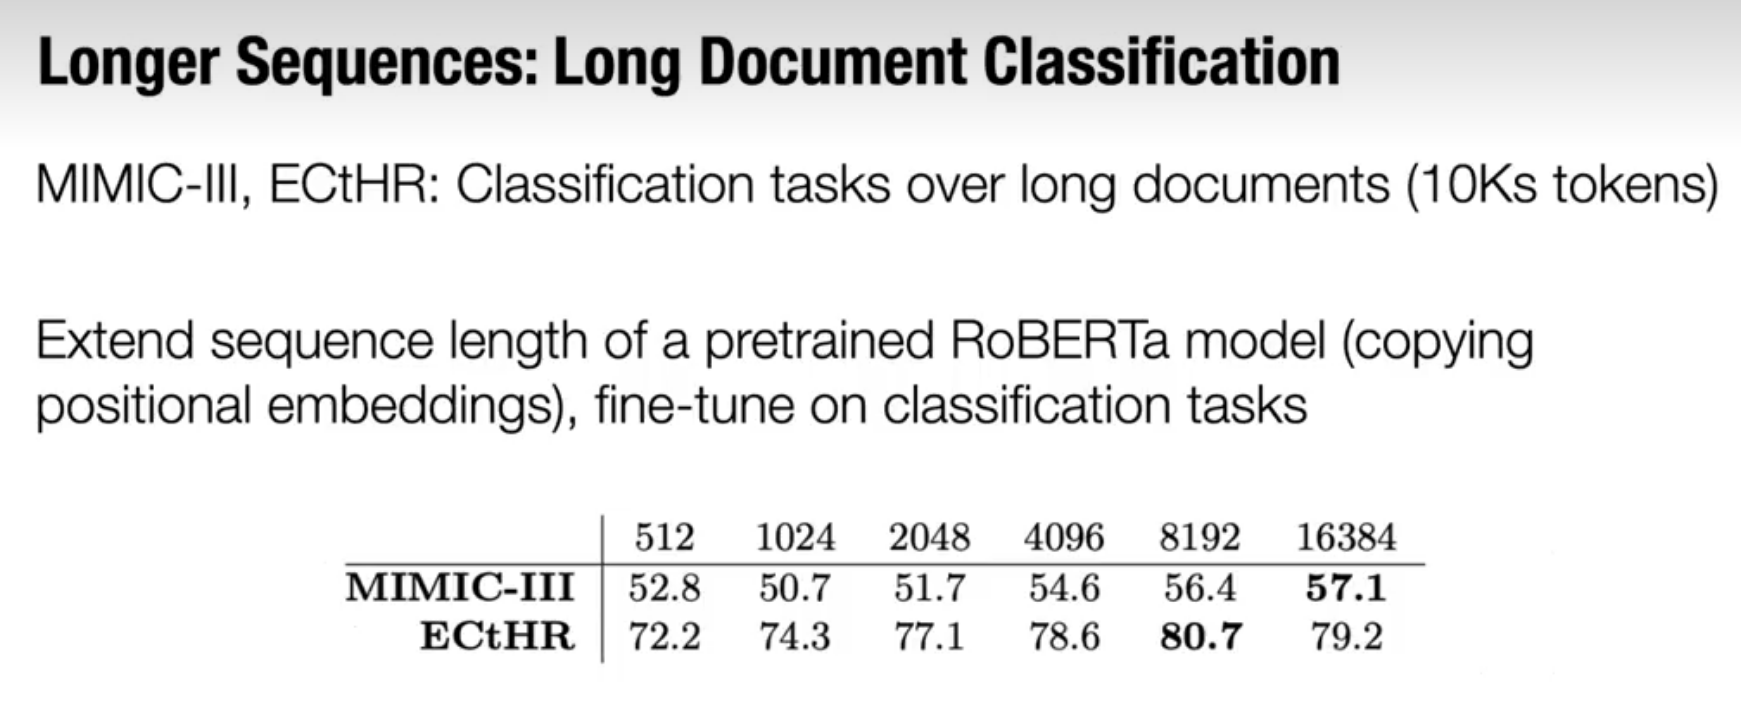 Longer Sequences: Long Document Classification
MIMIC-III, ECtHR: Classification tasks over long documents (10Ks tokens)
Extend sequence length of a pretrained RoBERTa model (copying
positional embeddings), fine-tune on classification tasks
512 1024 2048 4096 8192 16384
MIMIC-III 52.8 50.7 51.7 54.6 56.4 57.1
ECtHR 72.2 74.3 77.1 78.6 80.7 79.2